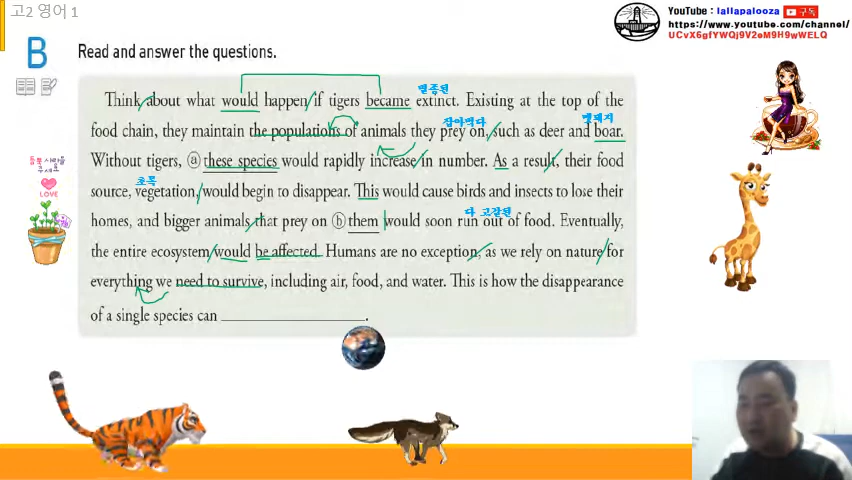 고2 영어 1
YouTube : lallapalooza 구독
https://www.youtube.com/channel/
UCvX6gfYWQj9V2eM9H9wWELQ
B Read and answer the questions.
멸종된
Think about what would happen if tigers became extinct. Existing at the top of the
잡아먹다 멧돼지
food chain, they maintain the populations of animals they prey on, such as deer and boar.
Without tigers, ⓐ these species would rapidly increase in number. As a result, their food
초목
source, vegetation, would begin to disappear. This would cause birds and insects to lose their
다 고갈된
homes, and bigger animals that prey on ⓑ them would soon run out of food. Eventually,
the entire ecosystem would be affected. Humans are no exception, as we rely on nature for
everything we need to survive, including air, food, and water. This is how the disappearance
of a single species can
LOVE